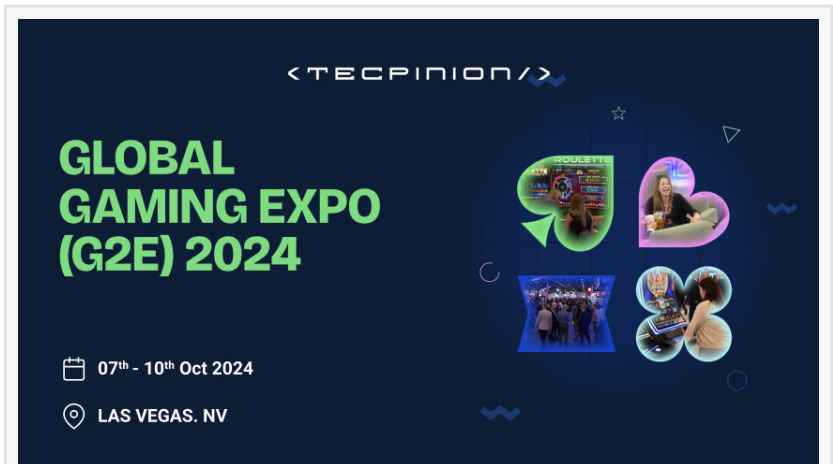 <TECPINION/>
GLOBAL
GAMING EXPO
(G2E) 2024
ROULETTE
07th - 10th Oct 2024
LAS VEGAS. NV